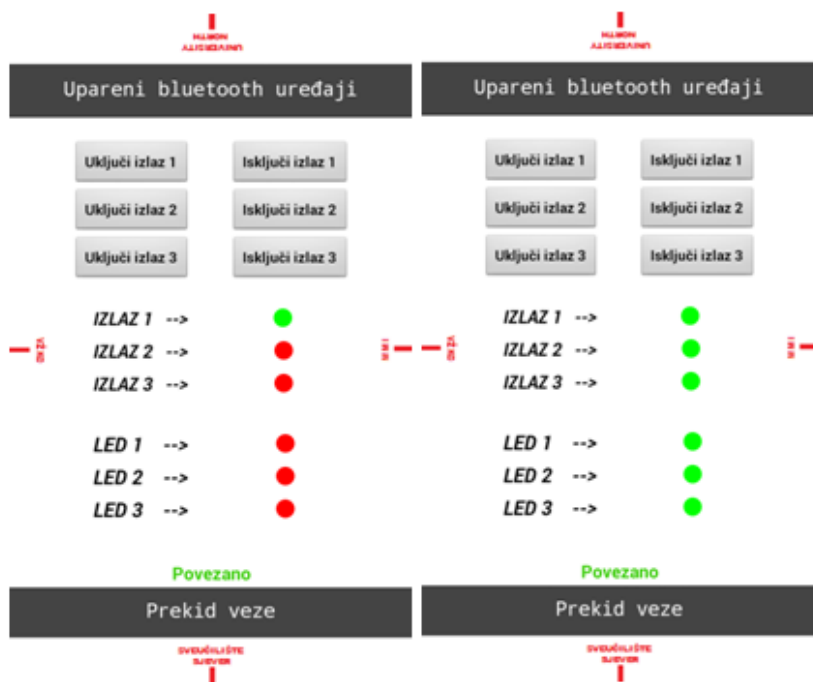 NORTH
UNIVERSITY
Upareni bluetooth uređaji
Uključi izlaz 1 Isključi izlaz 1
Uključi izlaz 2 Isključi izlaz 2
Uključi izlaz 3 Isključi izlaz 3
IZLAZ 1 -->
IZLAZ 2 -->
IZLAZ 3 -->
LED 1 -->
LED 2 -->
LED 3 -->
Povezano
Prekid veze
SVEUČILIŠTE
SJEVER
NORTH
UNIVERSITY
Upareni bluetooth uređaji
Uključi izlaz 1 Isključi izlaz 1
Uključi izlaz 2 Isključi izlaz 2
Uključi izlaz 3 Isključi izlaz 3
IZLAZ 1 -->
IZLAZ 2 -->
IZLAZ 3 -->
LED 1 -->
LED 2 -->
LED 3 -->
Povezano
Prekid veze
SVEUČILIŠTE
SJEVER